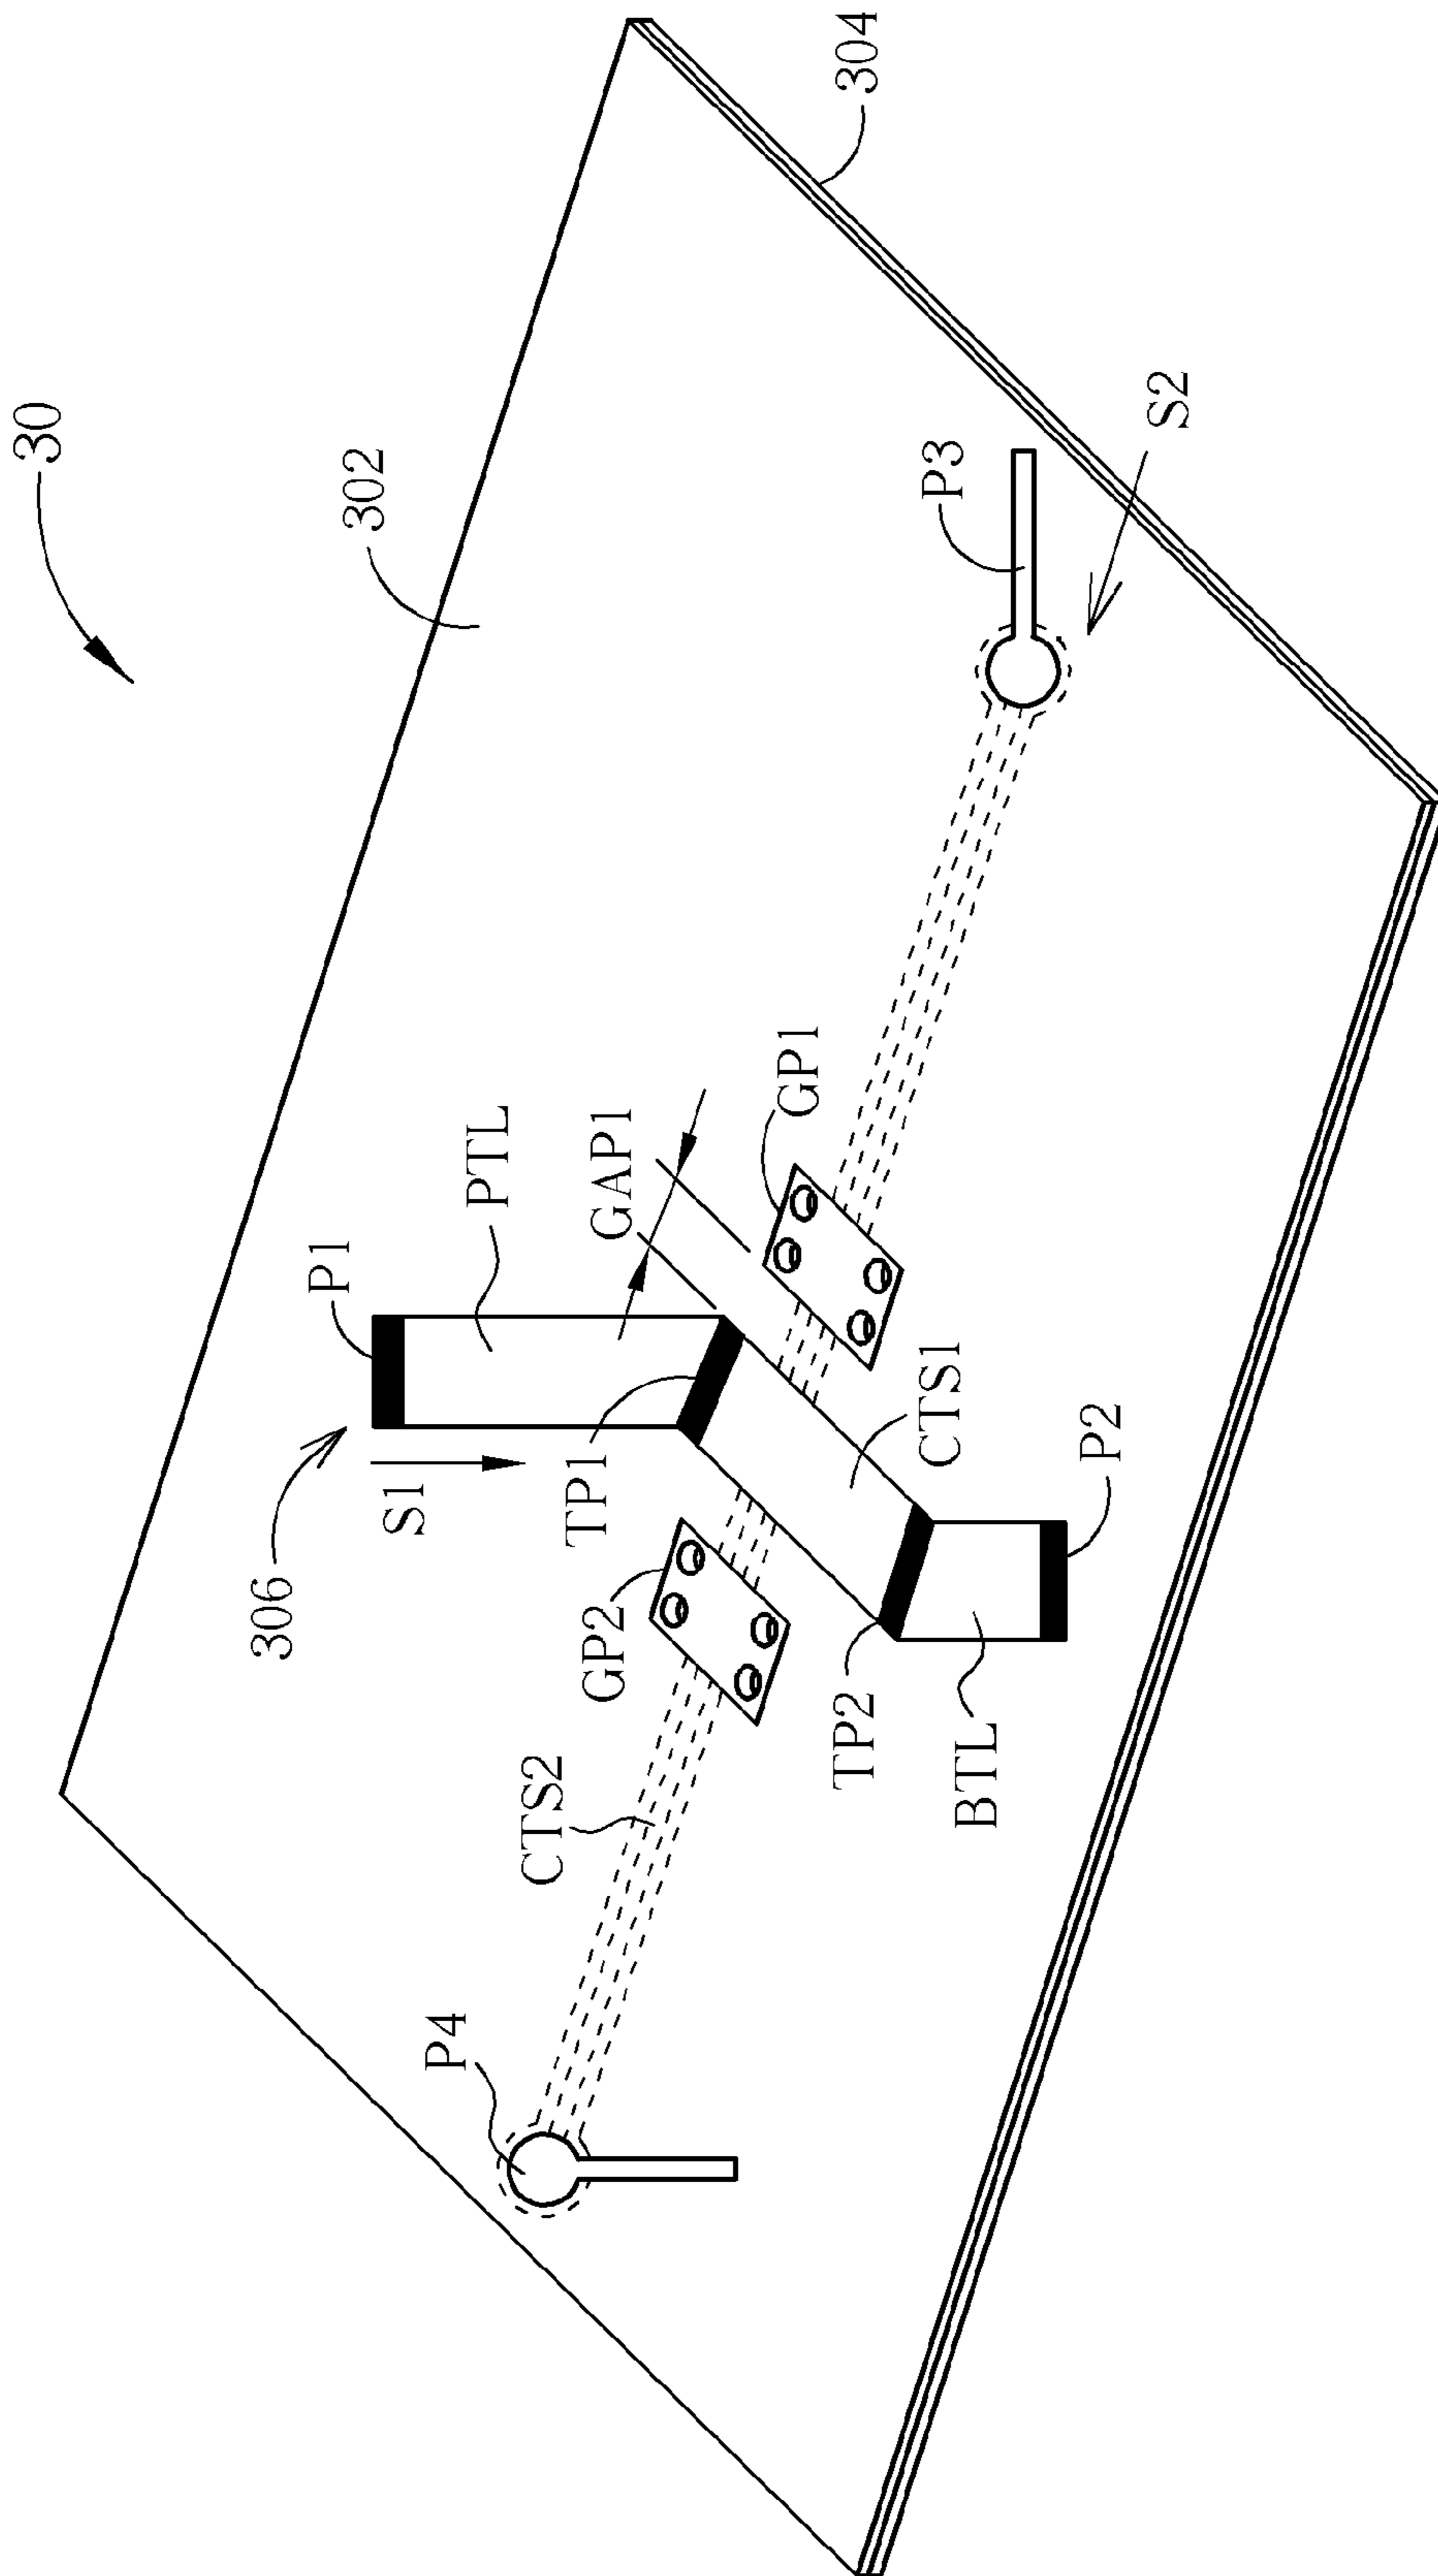 30
302
304
306
P1
PTL
S1
GAP1
TP1
GP1
P3
S2
GP2
CTS2
CTS1
P4
TP2
BTL
P2